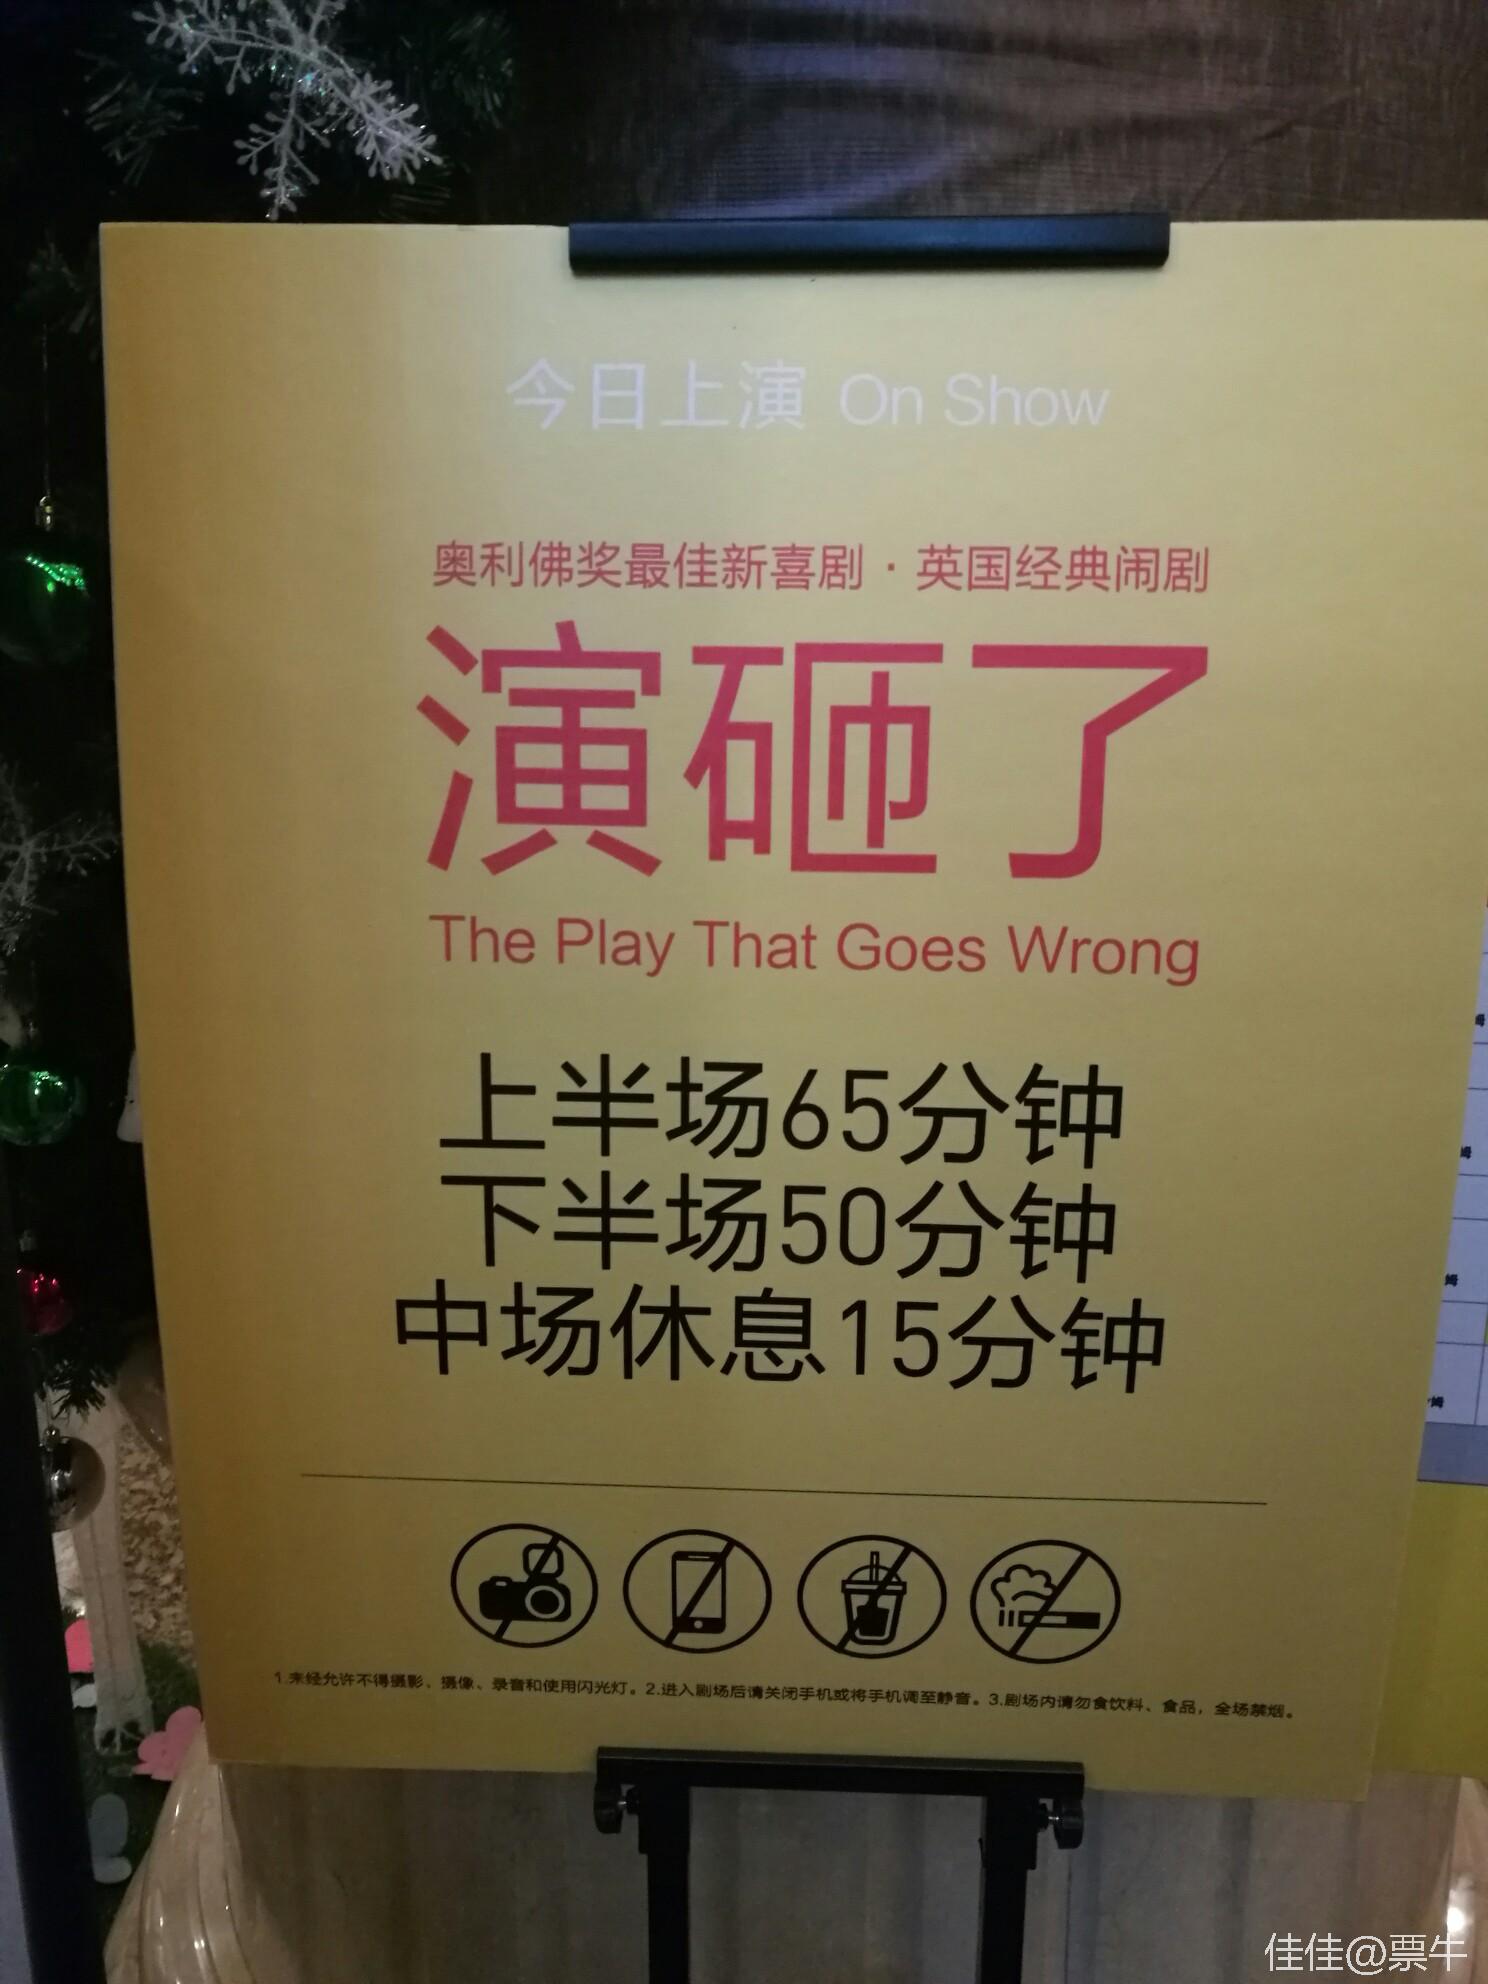 今日上演 On Show
奥利佛奖最佳新喜剧·英国经典闹剧
演砸了
The Play That Goes Wrong
上半场65分钟
下半场50分钟
中场休息15分钟
1.未经允许不得摄影、摄像、录音和使用闪光灯。2.进入剧场后请关闭手机或将手机调至静音。3.剧场内请勿食饮料、食品，全场禁烟。
姆
姆
姆
姆
佳佳@票牛